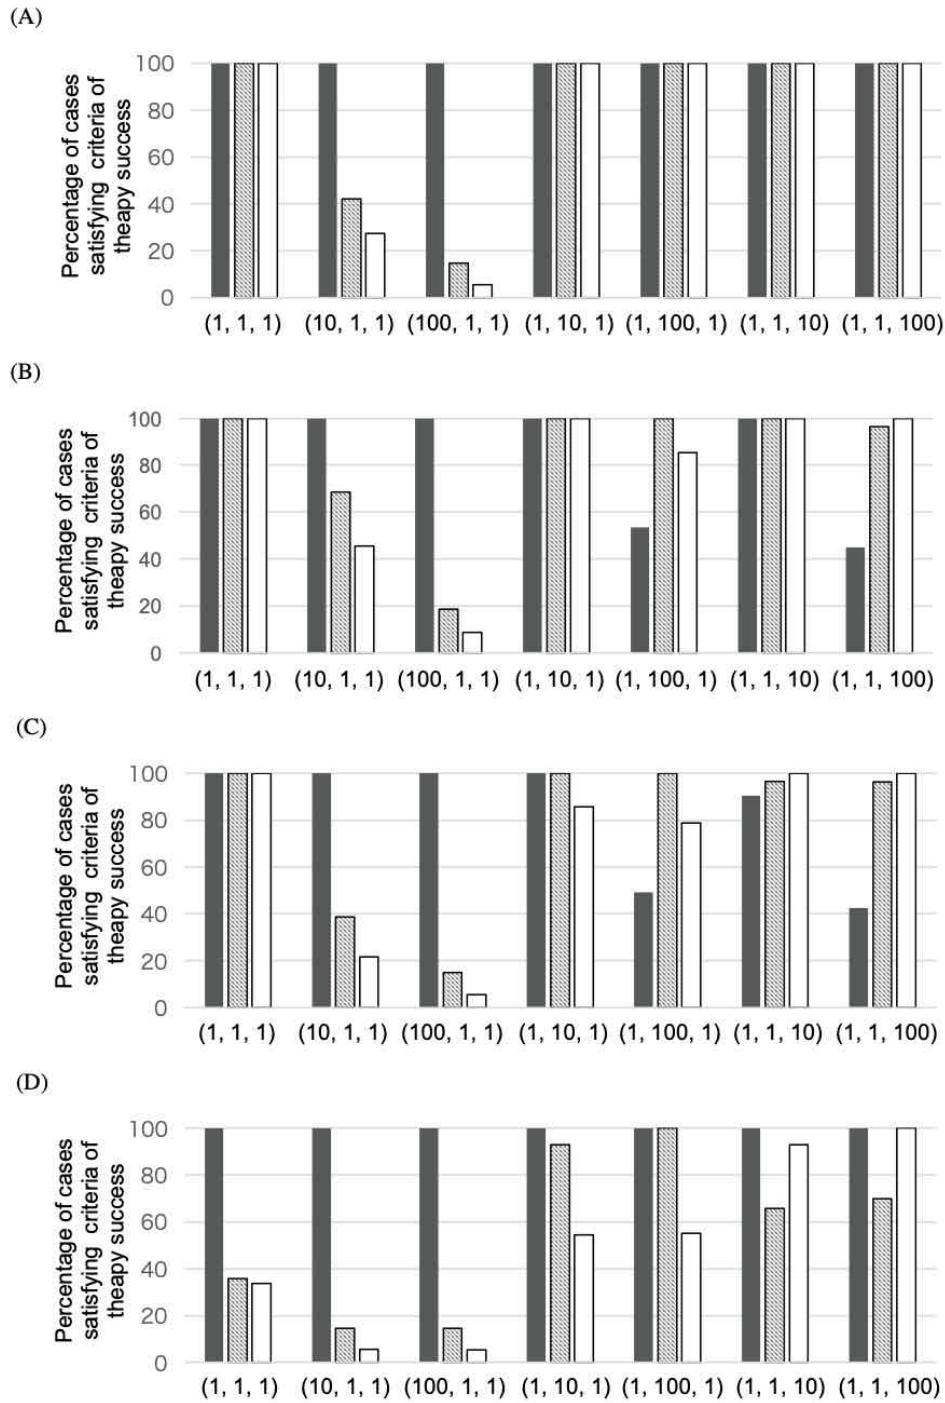 (A)
Percentage of cases
satisfying criteria of
theapy success
100
80
60
40
20
0
(1, 1, 1) (10, 1, 1) (100, 1, 1) (1, 10, 1) (1, 100, 1) (1, 1, 10) (1, 1, 100)
(B)
Percentage of cases
satisfying criteria of
theapy success
100
80
60
40
20
0
(1, 1, 1) (10, 1, 1) (100, 1, 1) (1, 10, 1) (1, 100, 1) (1, 1, 10) (1, 1, 100)
(C)
Percentage of cases
satisfying criteria of
theapy success
100
80
60
40
20
0
(1, 1, 1) (10, 1, 1) (100, 1, 1) (1, 10, 1) (1, 100, 1) (1, 1, 10) (1, 1, 100)
(D)
Percentage of cases
satisfying criteria of
theapy success
100
80
60
40
20
0
(1, 1, 1) (10, 1, 1) (100, 1, 1) (1, 10, 1) (1, 100, 1) (1, 1, 10) (1, 1, 100)